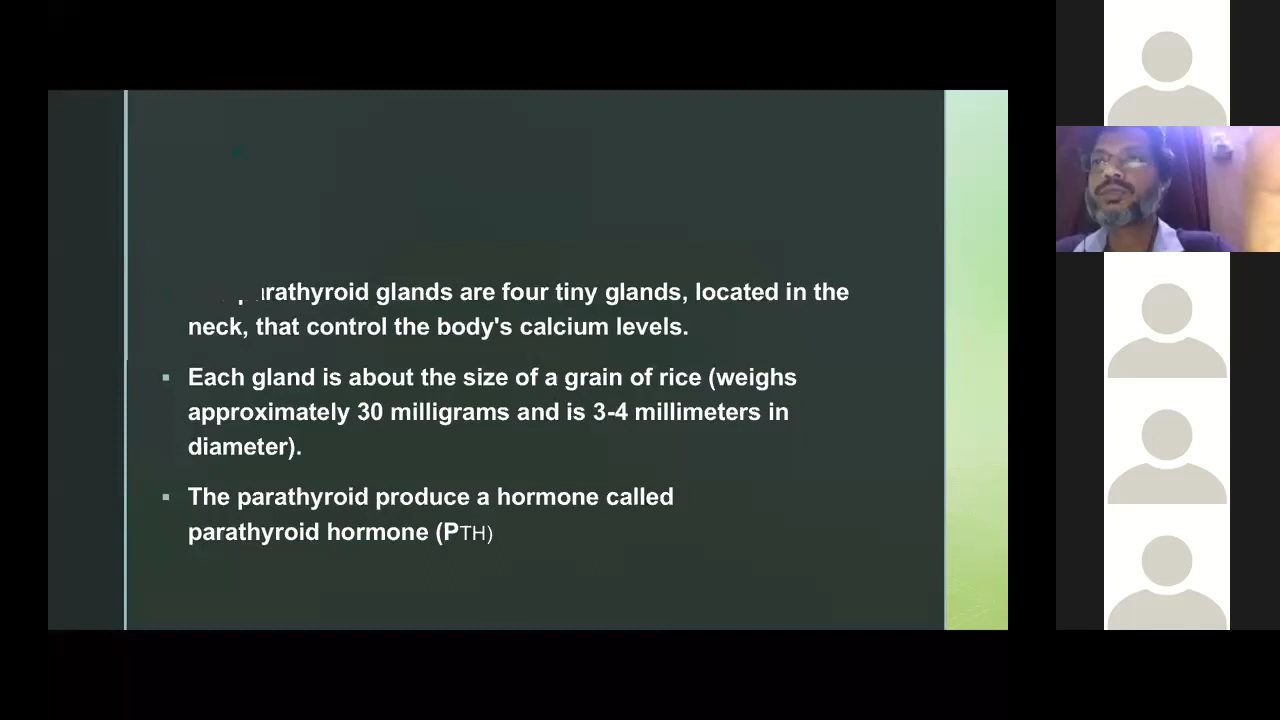 parathyroid glands are four tiny glands, located in the
neck, that control the body's calcium levels.
▪ Each gland is about the size of a grain of rice (weighs
approximately 30 milligrams and is 3-4 millimeters in
diameter).
▪ The parathyroid produce a hormone called
parathyroid hormone (PTH)